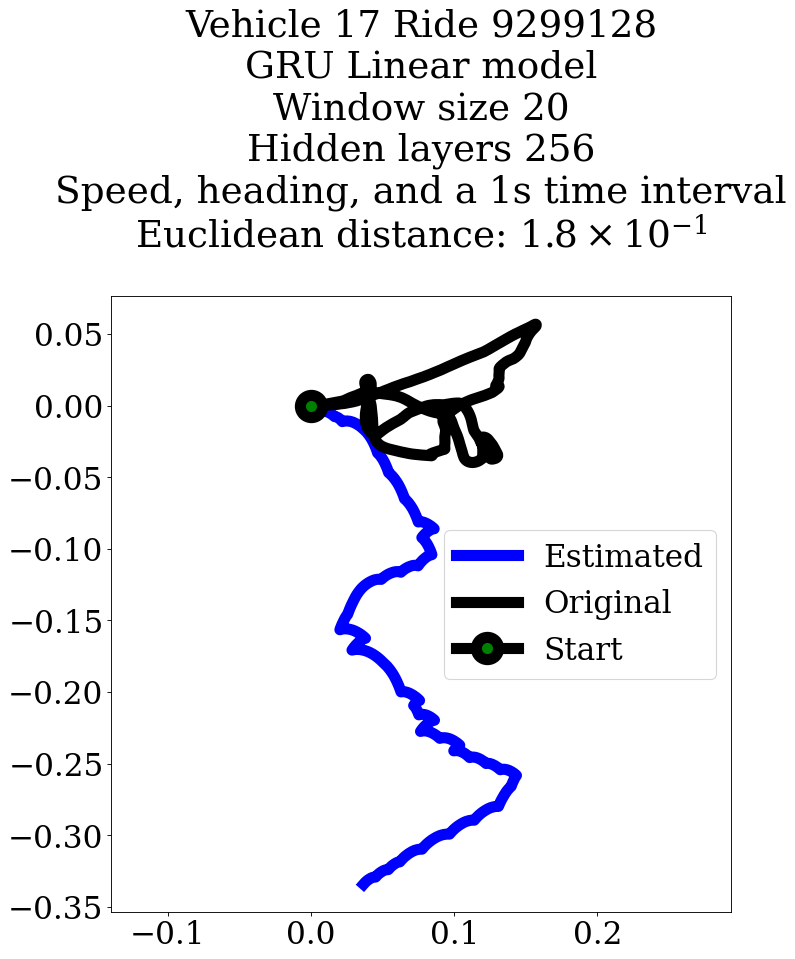 Vehicle 17 Ride 9299128
GRU Linear model
Window size 20
Hidden layers 256
Speed, heading, and a 1s time interval
Euclidean distance: 1.8 × 10⁻¹
0.05
0.00
−0.05
−0.10
−0.15
−0.20
−0.25
−0.30
−0.35
Estimated
Original
Start
−0.1
0.0
0.1
0.2